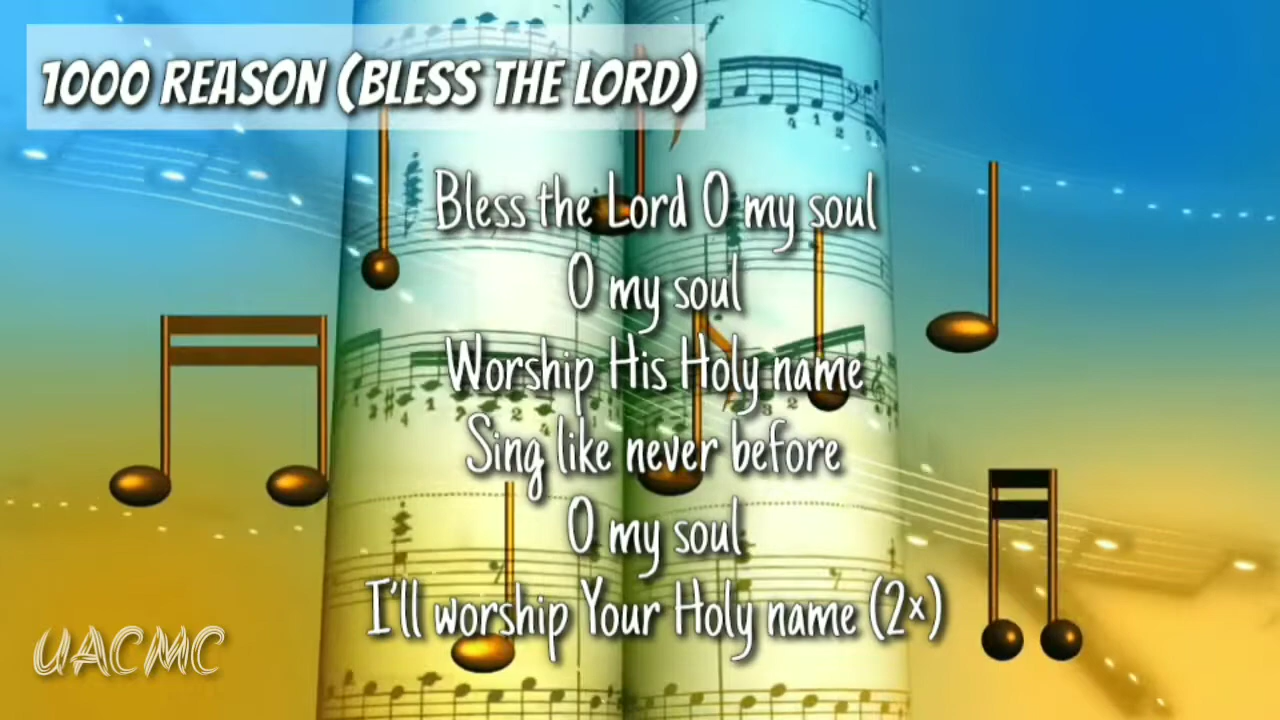 1000 REASON (BLESS THE LORD)
Bless the Lord O my soul
O my soul
Worship His Holy name
Sing like never before
O my soul
I'll worship Your Holy name (2×)
UACMC